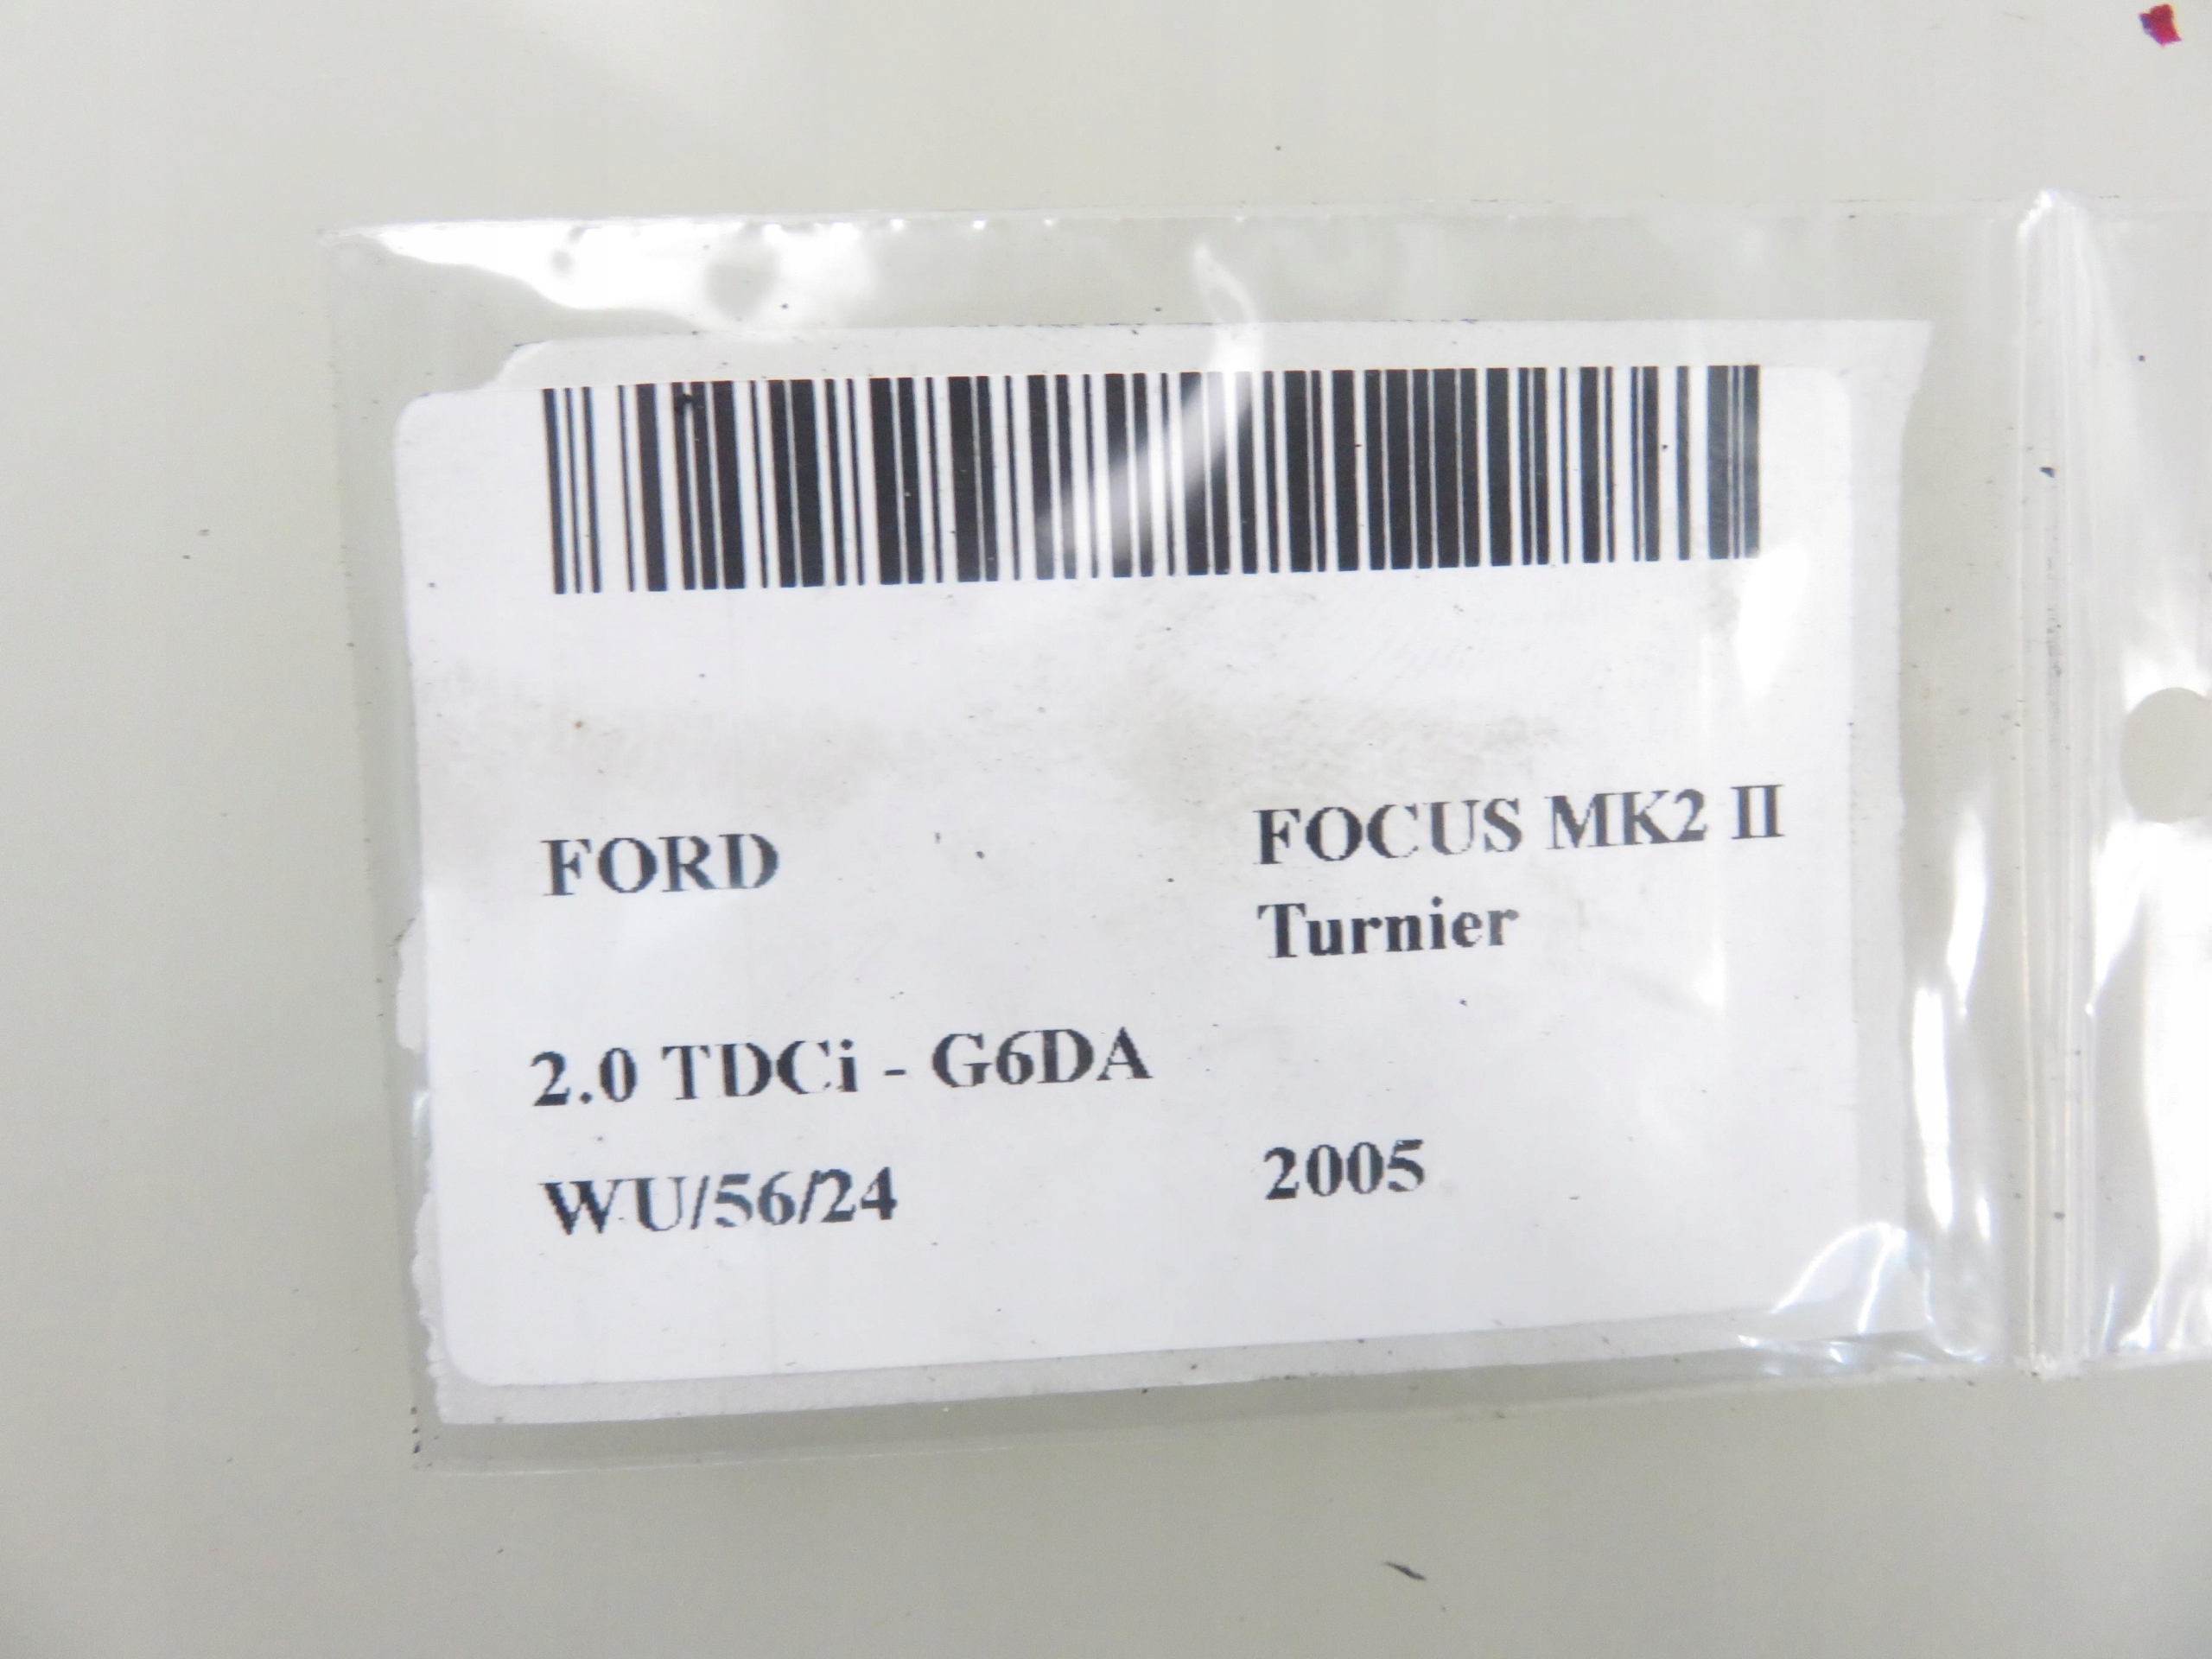 FORD
FOCUS MK2 II
Turnier
2.0 TDCi - G6DA
WU/56/24
2005